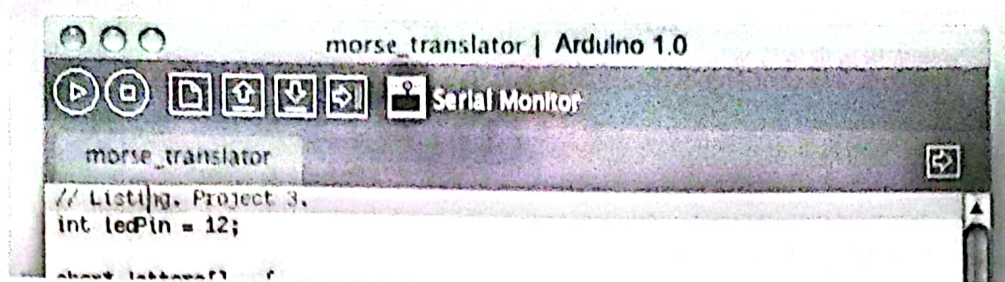 morse_translator | Arduino 1.0
Serial Monitor
morse_translator
// Listing. Project 3.
int ledPin = 12;